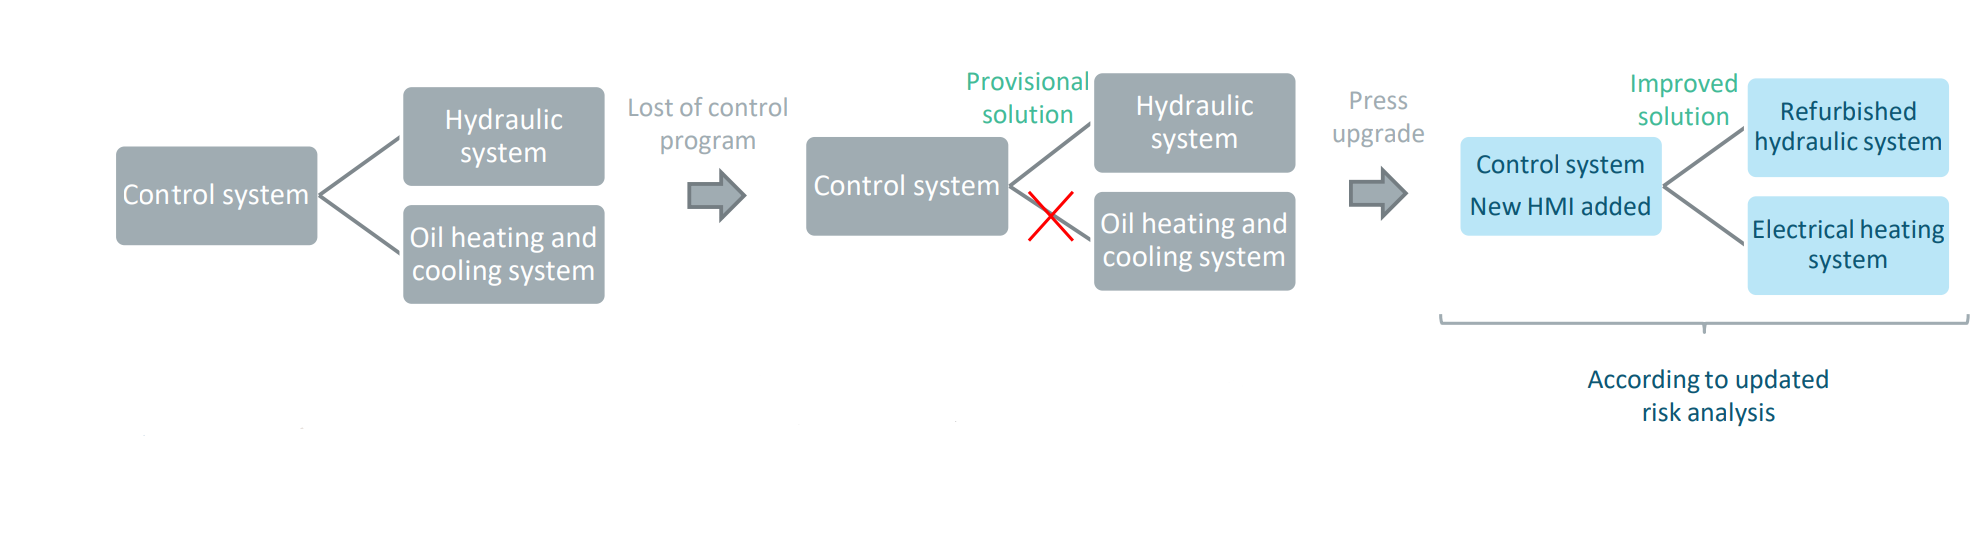 Control system
Hydraulic
system
Oil heating and
cooling system
Lost of control
program
Provisional
solution
Control system
Hydraulic
system
Oil heating and
cooling system
Press
upgrade
Improved
solution
Control system
New HMI added
Refurbished
hydraulic system
Electrical heating
system
According to updated
risk analysis